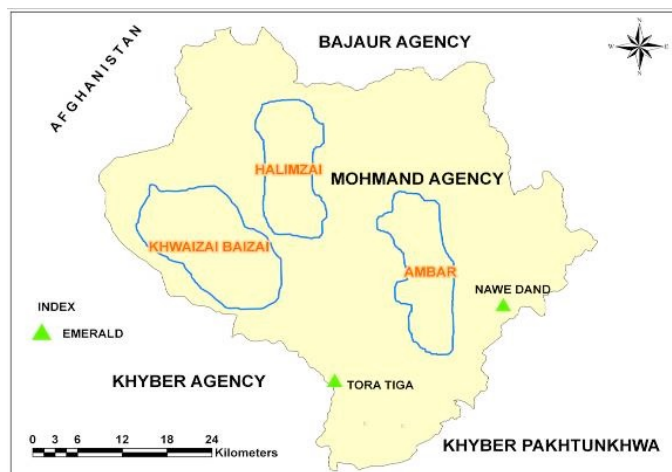 BAJAUR AGENCY
AFGHANISTAN
N
W E
N
HALIMZAI
MOHMAND AGENCY
KHWAIZAI BAIZAI
AMBAR
NAWE DAND
INDEX
EMERALD
KHYBER AGENCY
TORA TIGA
KHYBER PAKHTUNKHWA
0 3 6 12 18 24
Kilometers